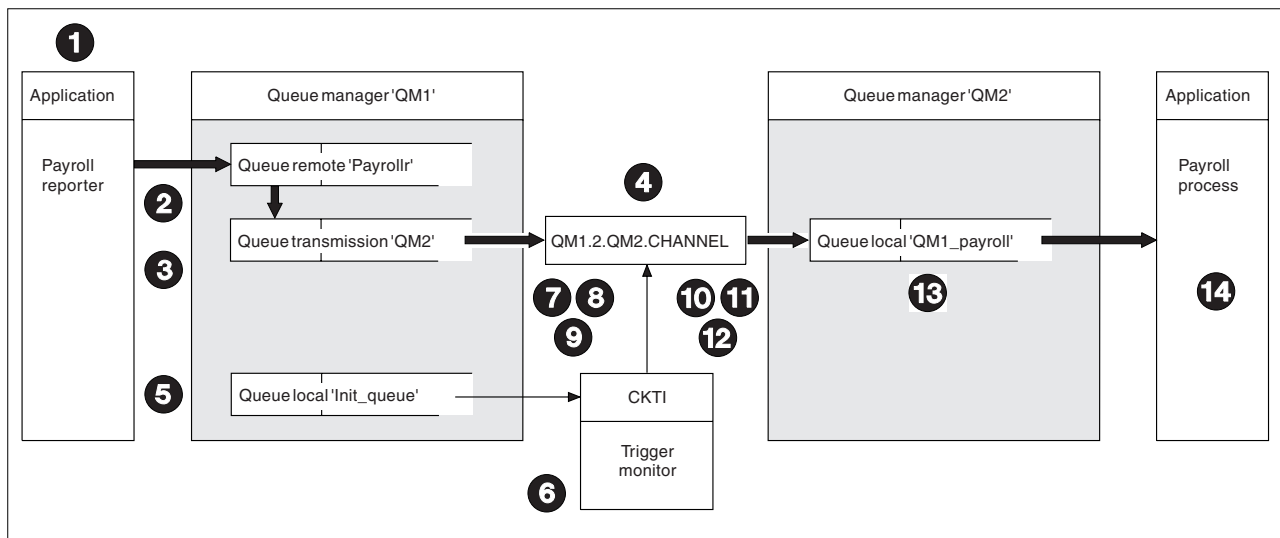 1
Application
Queue manager 'QM1'
Queue manager 'QM2'
Application
Payroll
reporter
Queue remote 'Payrollr'
Payroll
process
2
4
Queue transmission 'QM2'
QM1.2.QM2.CHANNEL
Queue local 'QM1_payroll'
3
7 8
9
10 11
12
13
14
5
Queue local 'Init_queue'
CKTI
Trigger
monitor
6